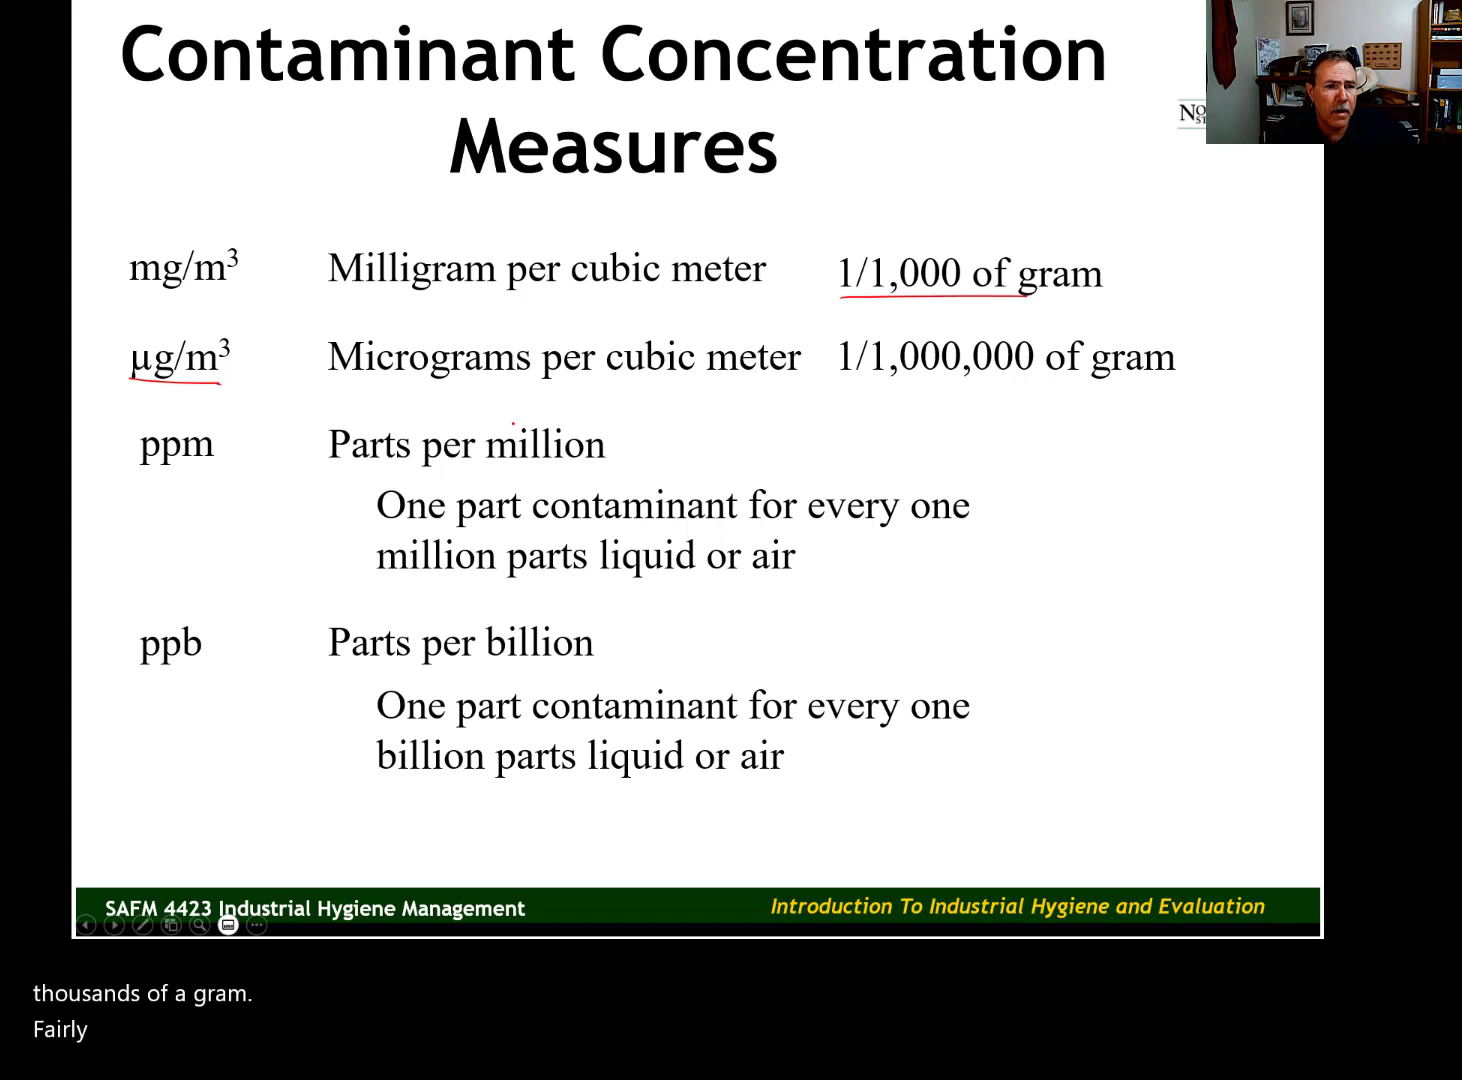 Contaminant Concentration
Measures
mg/m³ Milligram per cubic meter 1/1,000 of gram
µg/m³ Micrograms per cubic meter 1/1,000,000 of gram
ppm Parts per million
One part contaminant for every one
million parts liquid or air
ppb Parts per billion
One part contaminant for every one
billion parts liquid or air
SAFM 4423 Industrial Hygiene Management Introduction To Industrial Hygiene and Evaluation
thousands of a gram.
Fairly